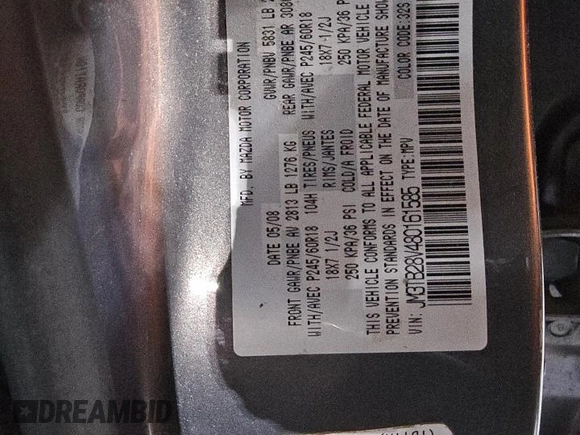 MFD. BY MAZDA MOTOR CORPORATION
DATE 05/08
GVWR/PNBV 5831 LB
FRONT GAWR/PNBE AV 2813 LB 1276 KG
REAR GAWR/PNBE AR
WITH/AVEC P245/60R18 104H TIRES/PNEUS
WITH/AVEC P245/60R18
18X7 1/2J RIMS/JANTES
18X7-1/2J
250 KPA/36 PSI COLD/A FROID
250 KPA/36
THIS VEHICLE CONFORMS TO ALL APPLICABLE FEDERAL MOTOR VEHICLE
PREVENTION STANDARDS IN EFFECT ON THE DATE OF MANUFACTURE SHOWN
VIN: JM3TB28V480161585 TYPE:MPV
COLOR CODE:32S
DREAMBID